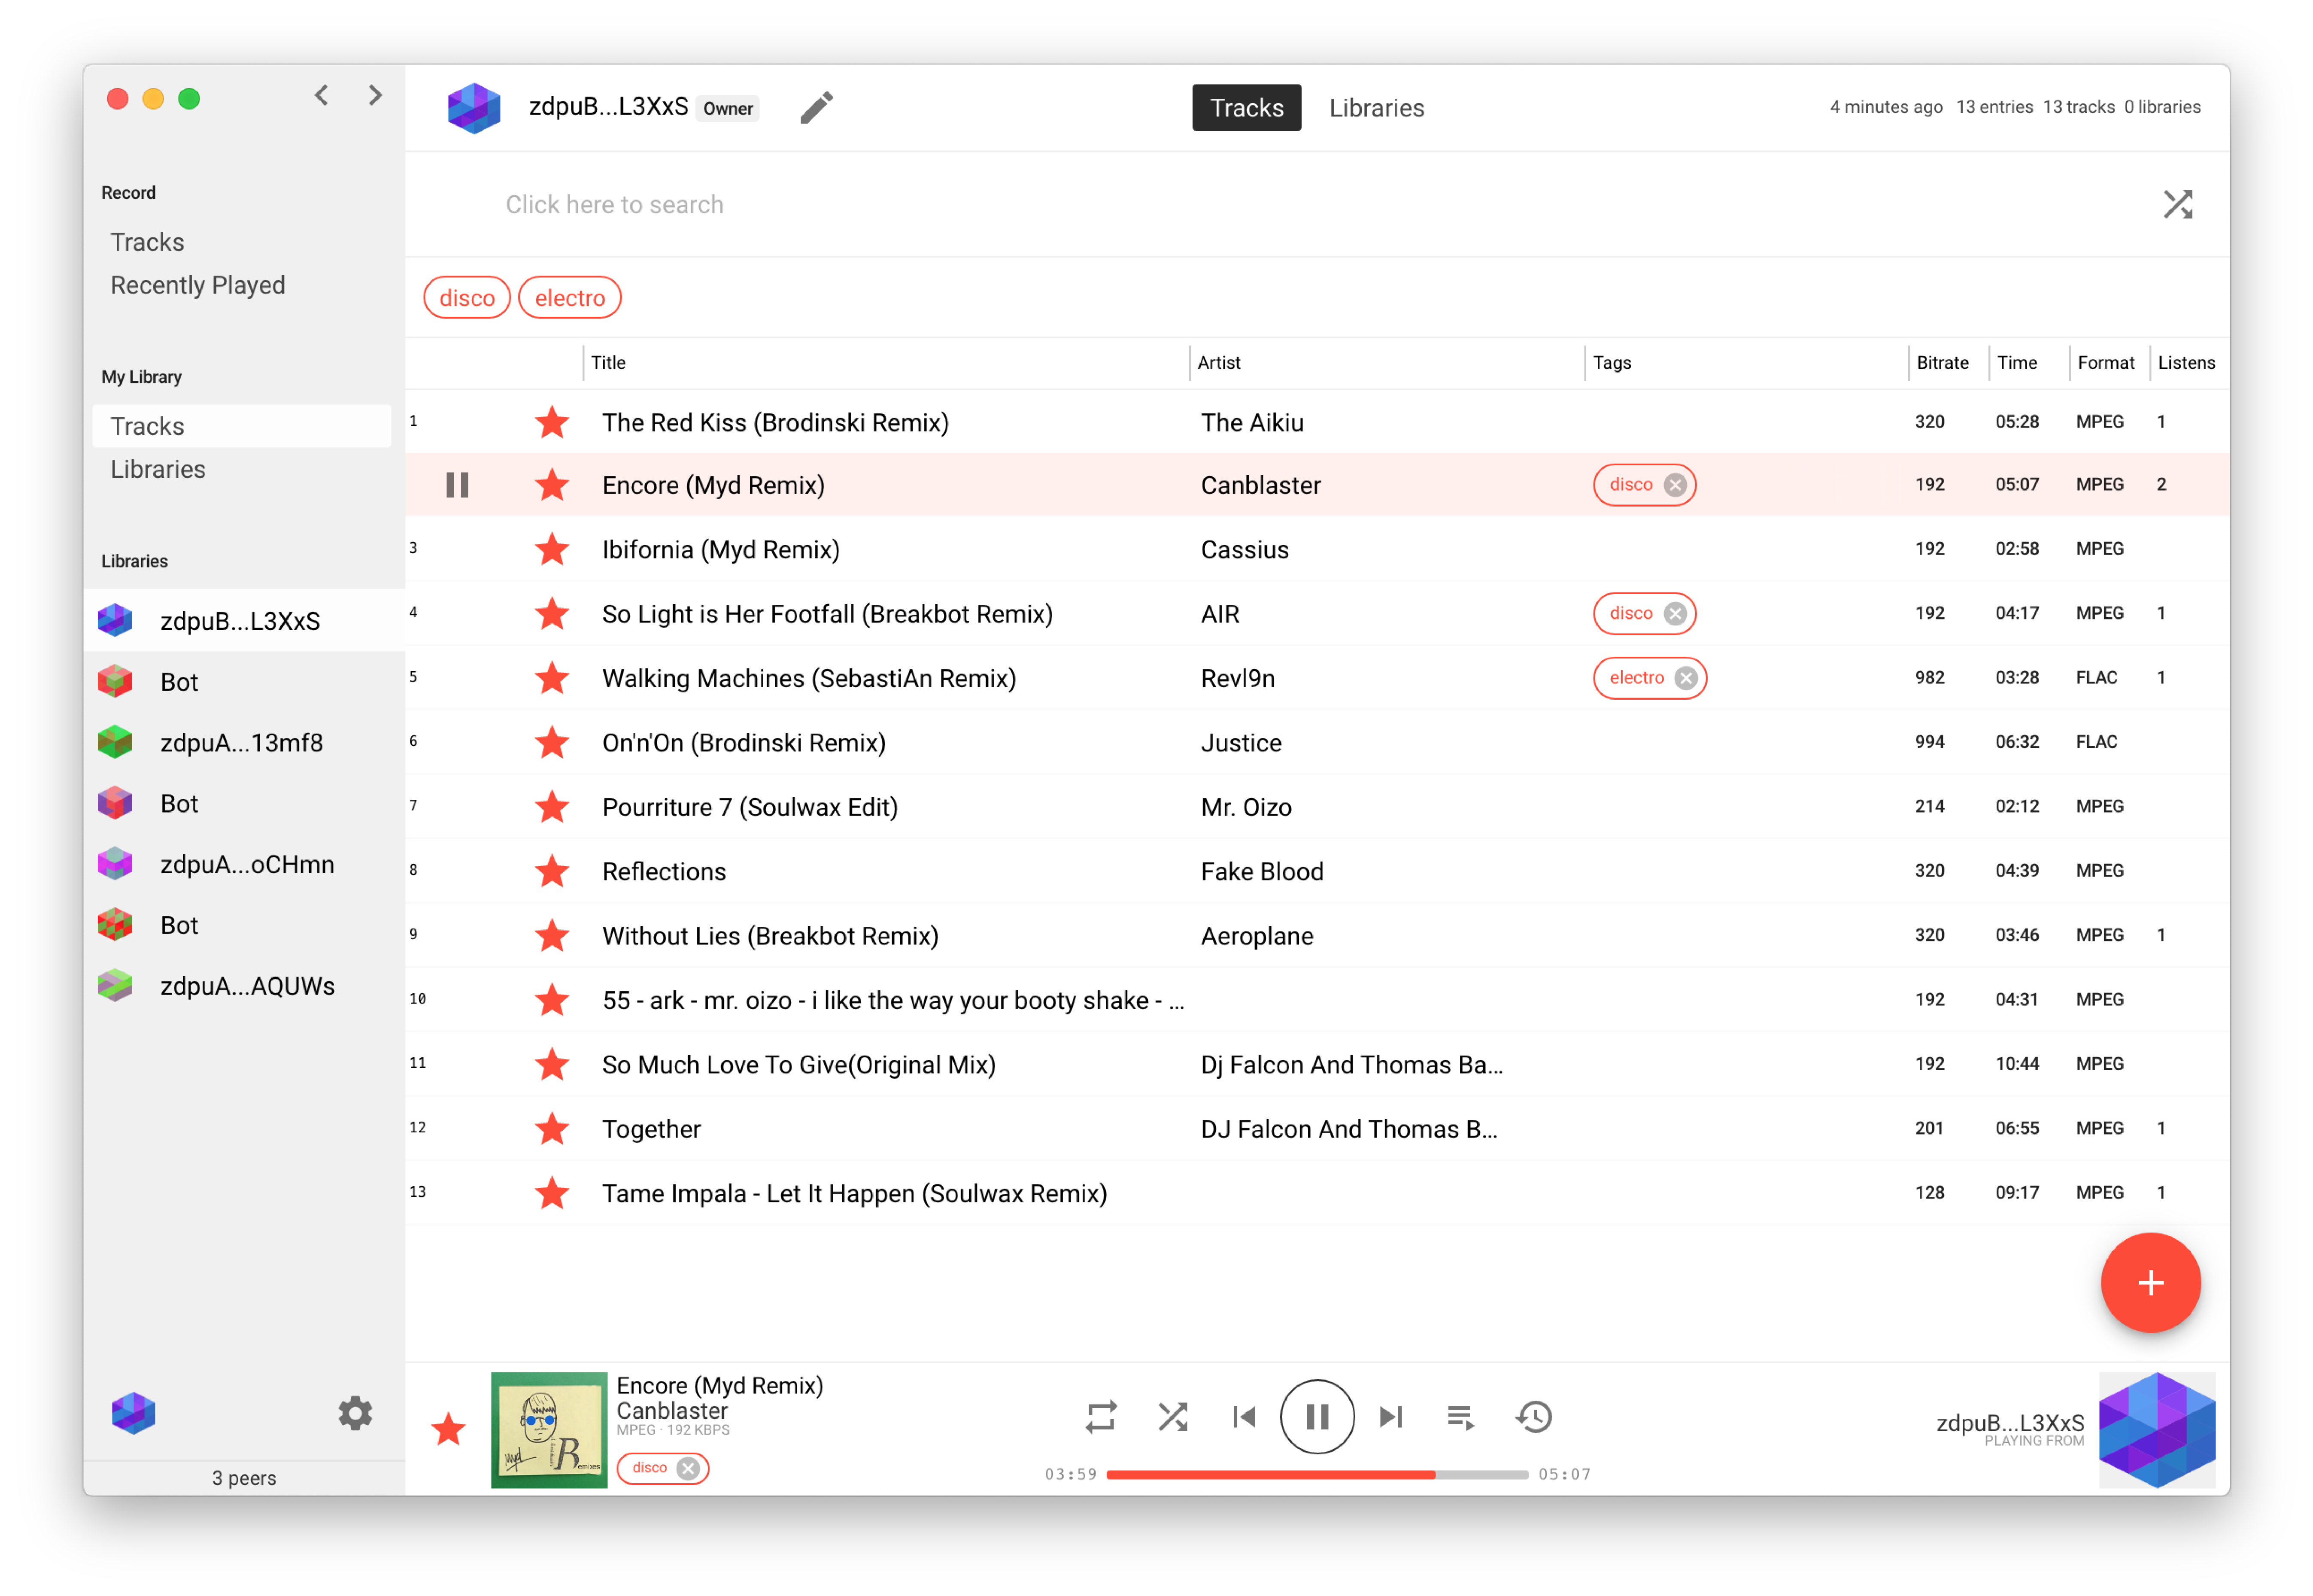 zdpuB...L3XxS Owner Tracks Libraries 4 minutes ago 13 entries 13 tracks 0 libraries
Record
Tracks
Recently Played
My Library
Tracks
Libraries
Libraries
zdpuB...L3XxS
Bot
zdpuA...13mf8
Bot
zdpuA...oCHmn
Bot
zdpuA...AQUWs
3 peers
Click here to search
disco electro
Title Artist Tags Bitrate Time Format Listens
1 The Red Kiss (Brodinski Remix) The Aikiu 320 05:28 MPEG 1
Encore (Myd Remix) Canblaster disco 192 05:07 MPEG 2
3 Ibifornia (Myd Remix) Cassius 192 02:58 MPEG
4 So Light is Her Footfall (Breakbot Remix) AIR disco 192 04:17 MPEG 1
5 Walking Machines (SebastiAn Remix) Revl9n electro 982 03:28 FLAC 1
6 On'n'On (Brodinski Remix) Justice 994 06:32 FLAC
7 Pourriture 7 (Soulwax Edit) Mr. Oizo 214 02:12 MPEG
8 Reflections Fake Blood 320 04:39 MPEG
9 Without Lies (Breakbot Remix) Aeroplane 320 03:46 MPEG 1
10 55 - ark - mr. oizo - i like the way your booty shake - ... 192 04:31 MPEG
11 So Much Love To Give(Original Mix) Dj Falcon And Thomas Ba... 192 10:44 MPEG
12 Together DJ Falcon And Thomas B... 201 06:55 MPEG 1
13 Tame Impala - Let It Happen (Soulwax Remix) 128 09:17 MPEG 1
Encore (Myd Remix)
Canblaster
MPEG · 192 KBPS
disco
03:59 05:07
zdpuB...L3XxS
PLAYING FROM